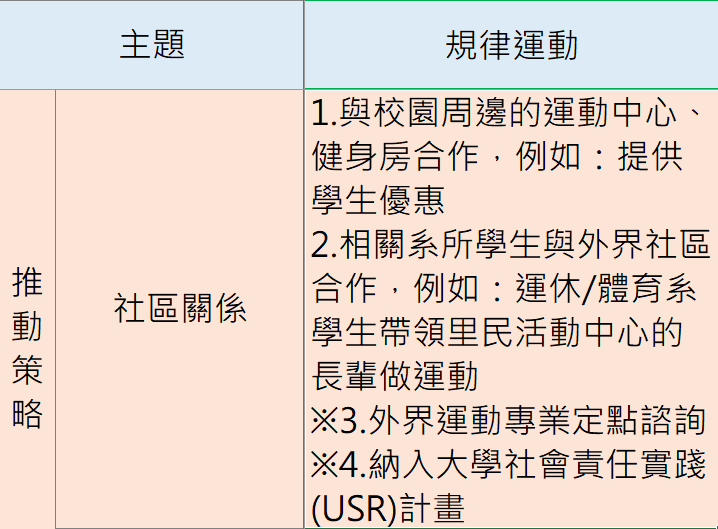 主題
規律運動
推動策略
社區關係
1.與校園周邊的運動中心、
健身房合作，例如：提供
學生優惠
2.相關系所學生與外界社區
合作，例如：運休/體育系
學生帶領里民活動中心的
長輩做運動
※3.外界運動專業定點諮詢
※4.納入大學社會責任實踐
(USR)計畫